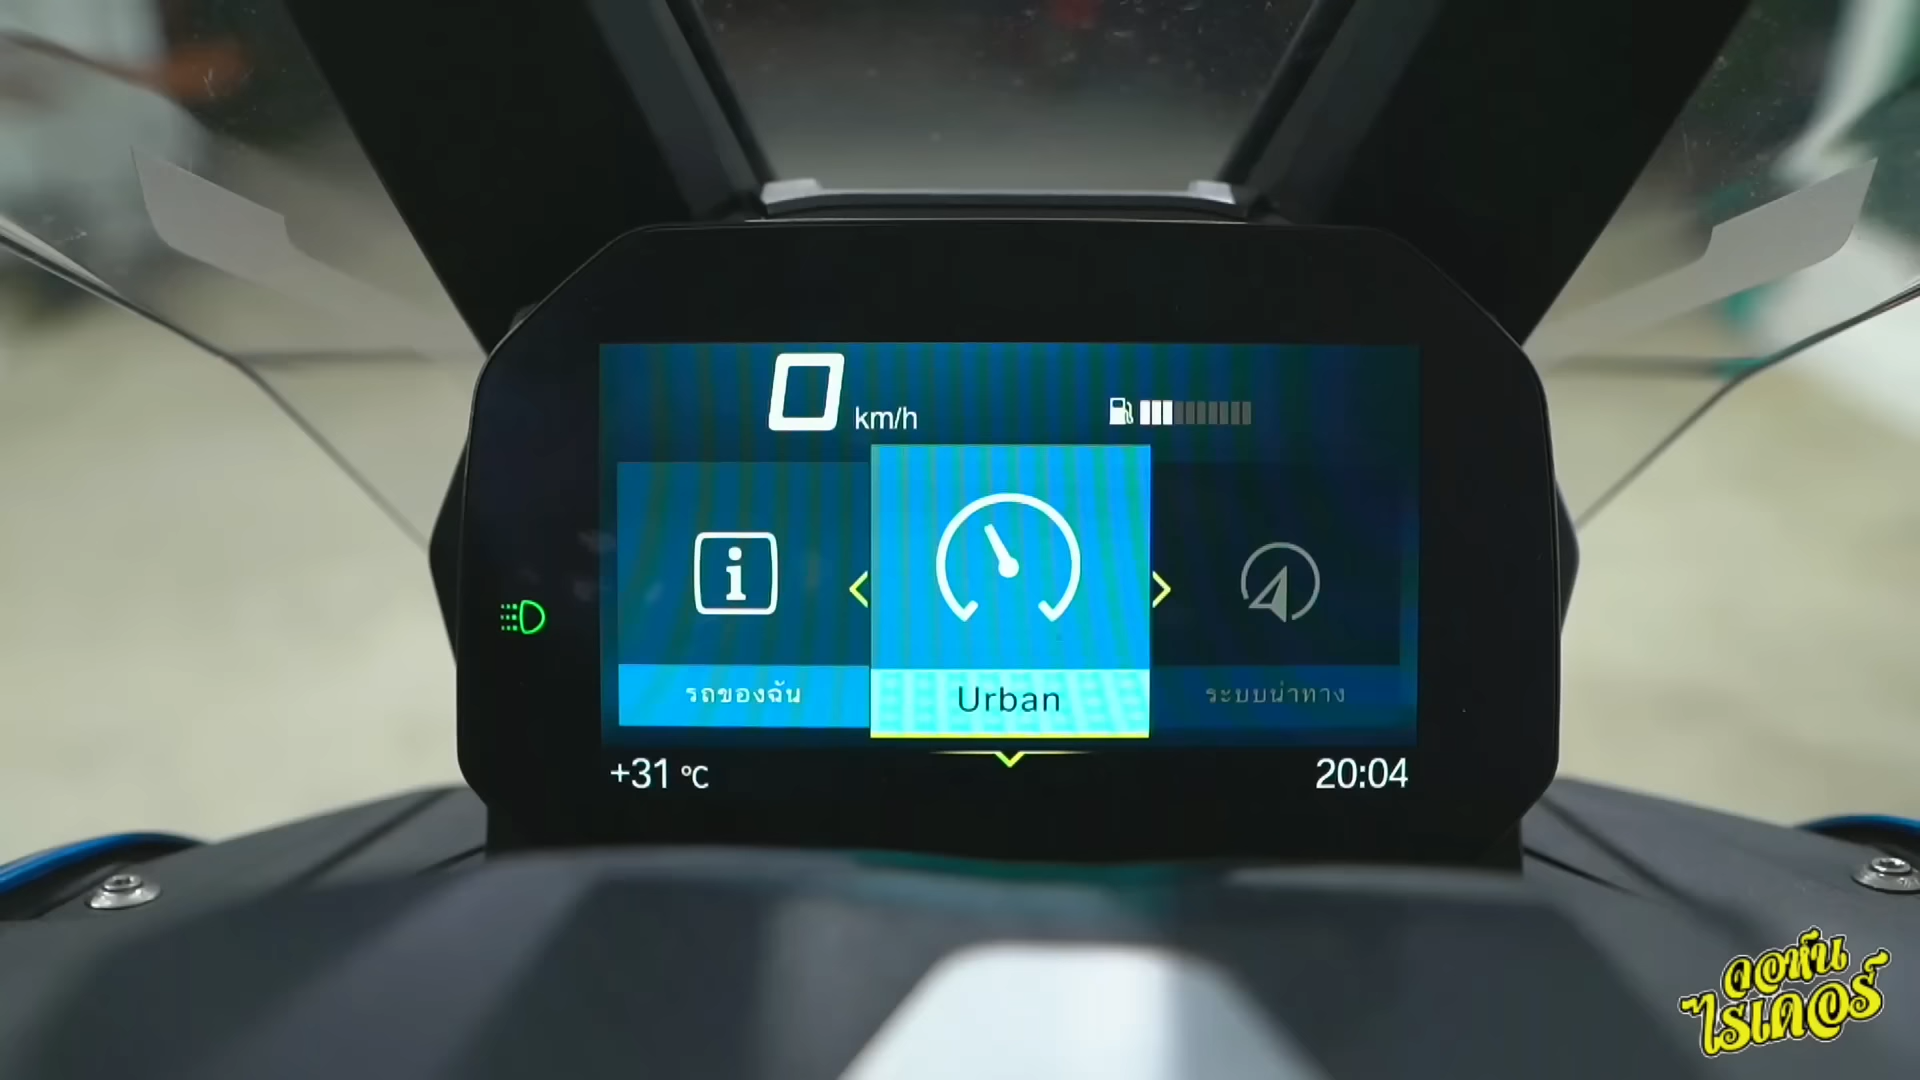 0 km/h
รถของฉัน
Urban
ระบบนำทาง
+31 °C
20:04
จอหัน
ไรเดอร์